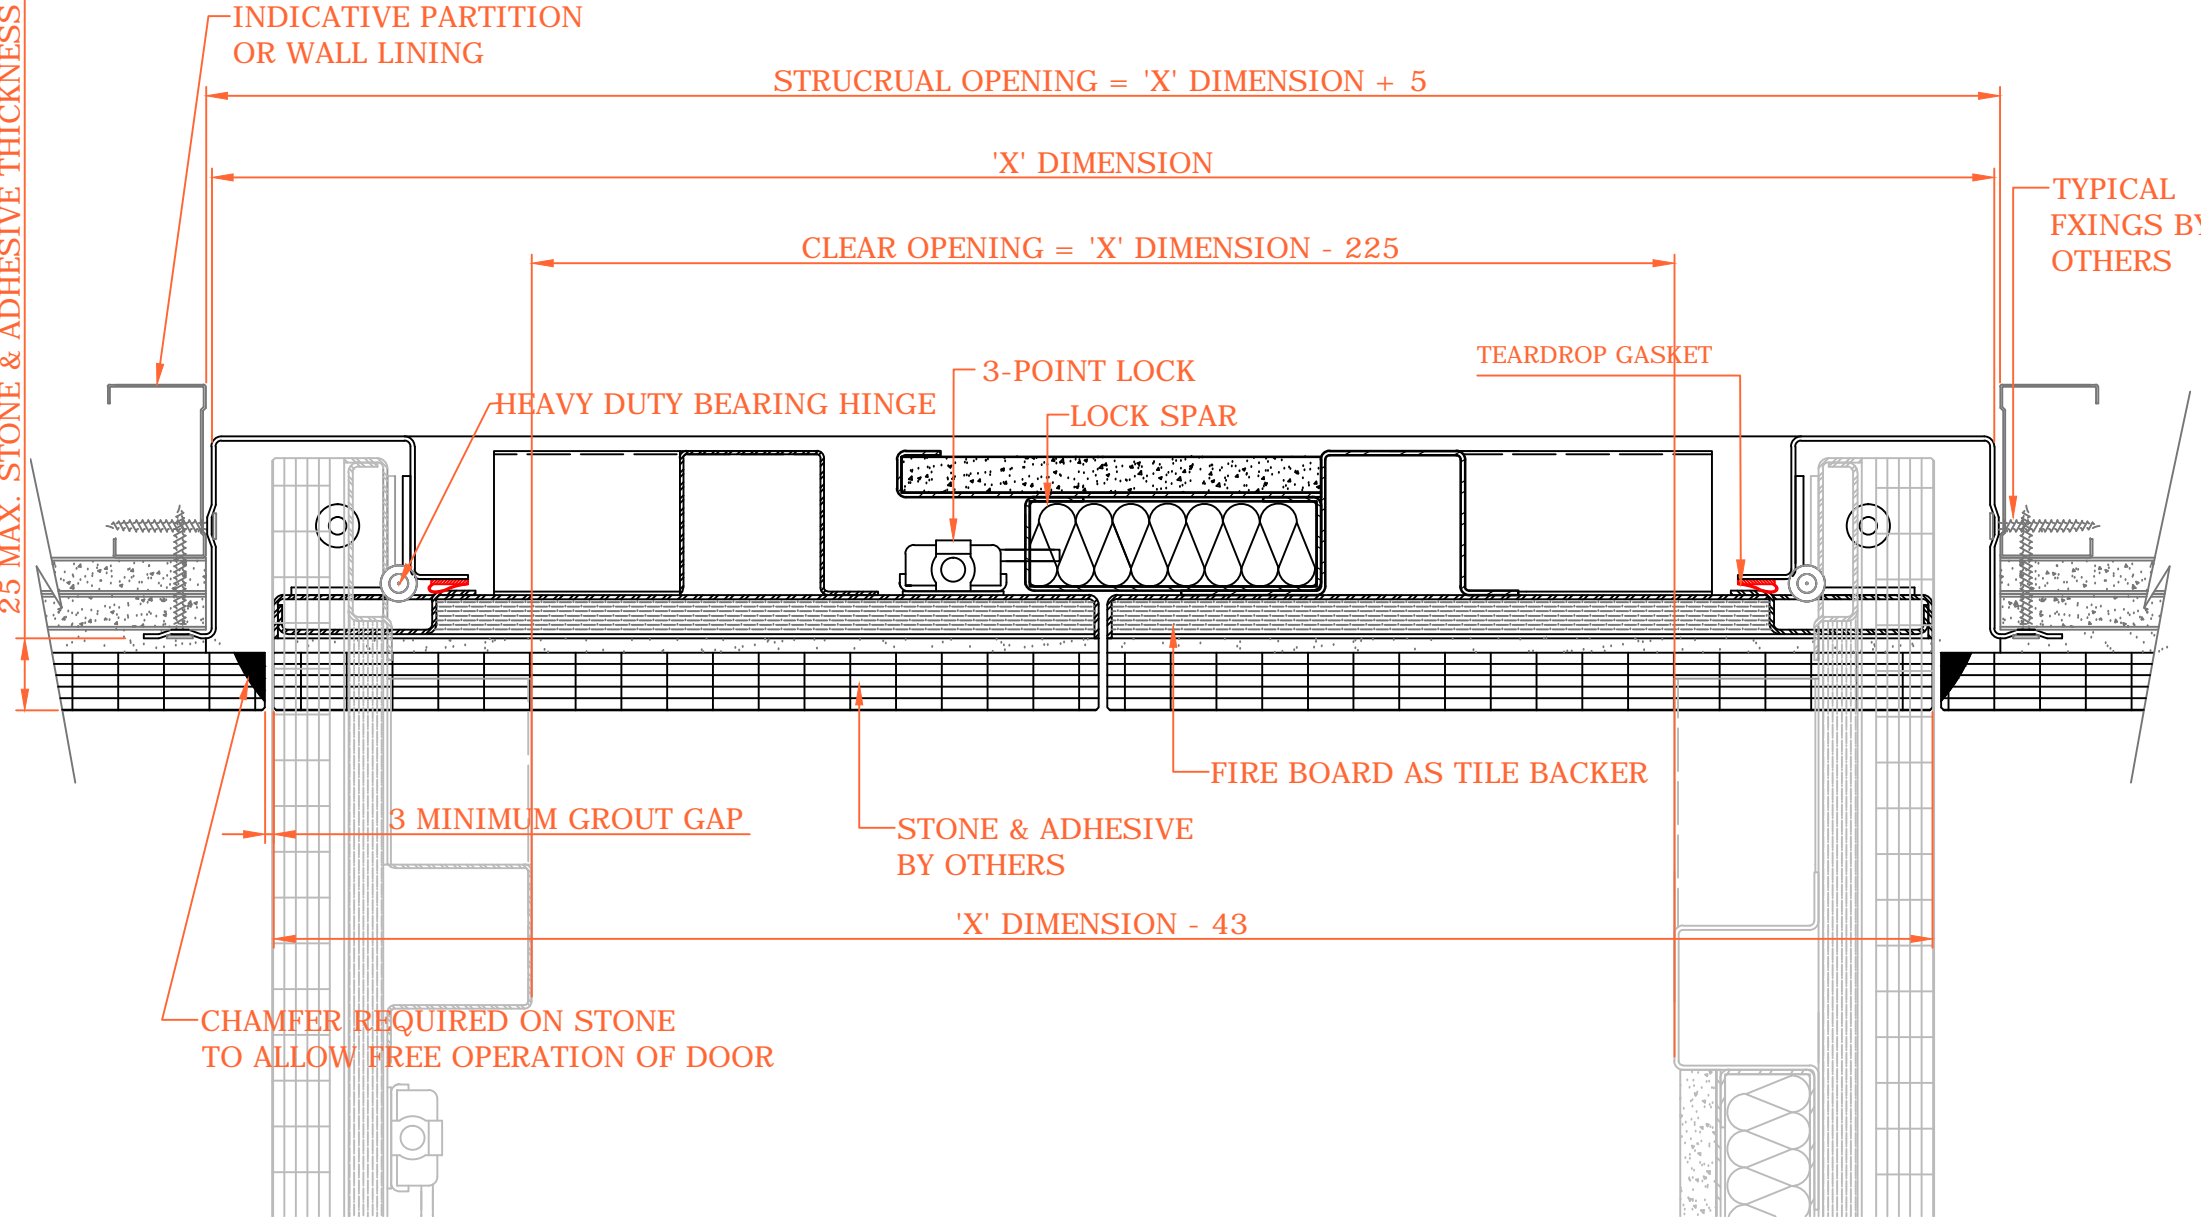 INDICATIVE PARTITION
OR WALL LINING
STRUCRUAL OPENING = 'X' DIMENSION + 5
'X' DIMENSION
TYPICAL
FXINGS BY
OTHERS
CLEAR OPENING = 'X' DIMENSION - 225
25 MAX. STONE & ADHESIVE THICKNESS
TEARDROP GASKET
3-POINT LOCK
HEAVY DUTY BEARING HINGE
LOCK SPAR
FIRE BOARD AS TILE BACKER
3 MINIMUM GROUT GAP
STONE & ADHESIVE
BY OTHERS
'X' DIMENSION - 43
CHAMFER REQUIRED ON STONE
TO ALLOW FREE OPERATION OF DOOR